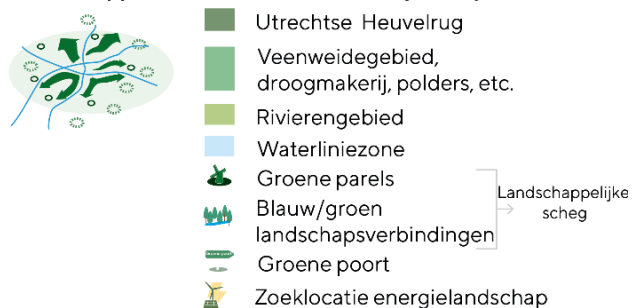 Utrechtse Heuvelrug
Veenweidegebied,
droogmakerij, polders, etc.
Rivierengebied
Waterliniezone
Groene parels
Blauw/groen
landschapsverbindingen
Landschappelijke
scheg
Groene poort
Zoeklocatie energielandschap